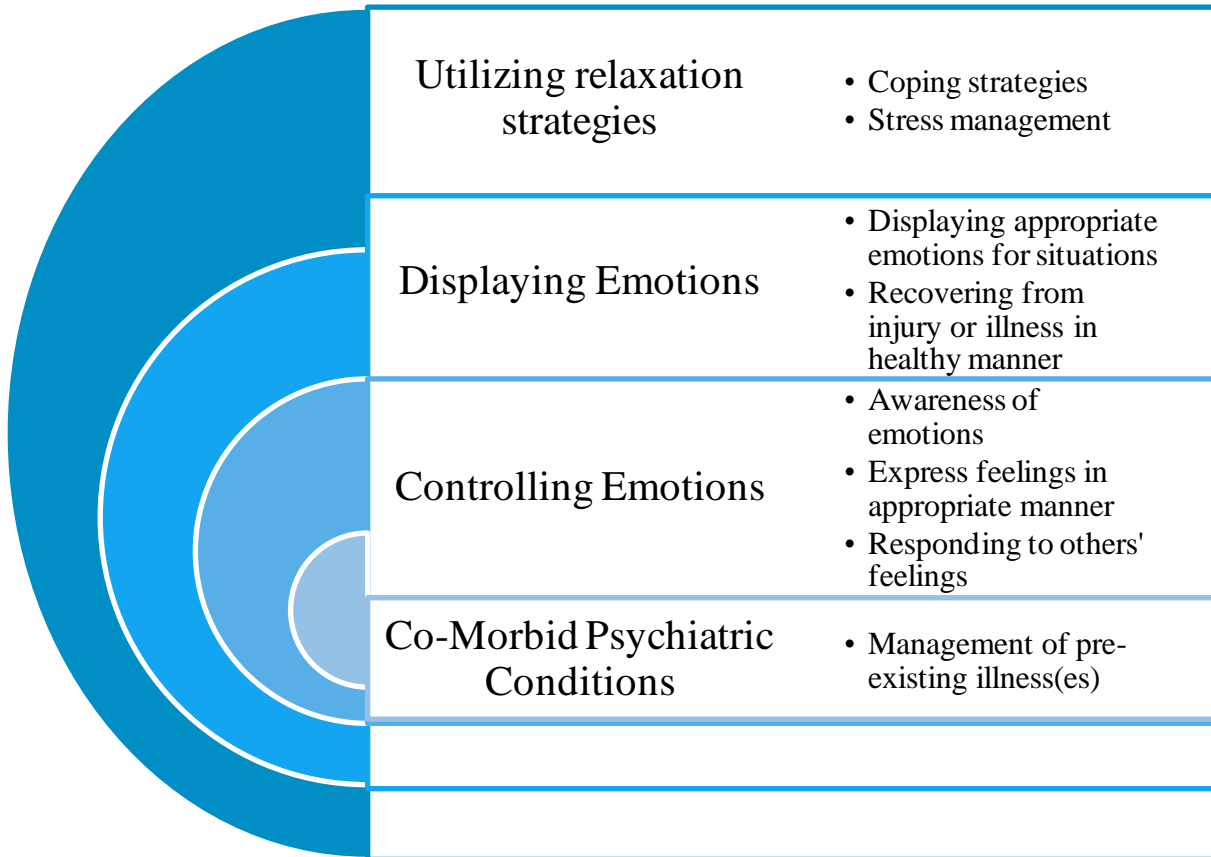 Utilizing relaxation
strategies
• Coping strategies
• Stress management
Displaying Emotions
• Displaying appropriate
emotions for situations
• Recovering from
injury or illness in
healthy manner
Controlling Emotions
• Awareness of
emotions
• Express feelings in
appropriate manner
• Responding to others'
feelings
Co-Morbid Psychiatric
Conditions
• Management of pre-
existing illness(es)